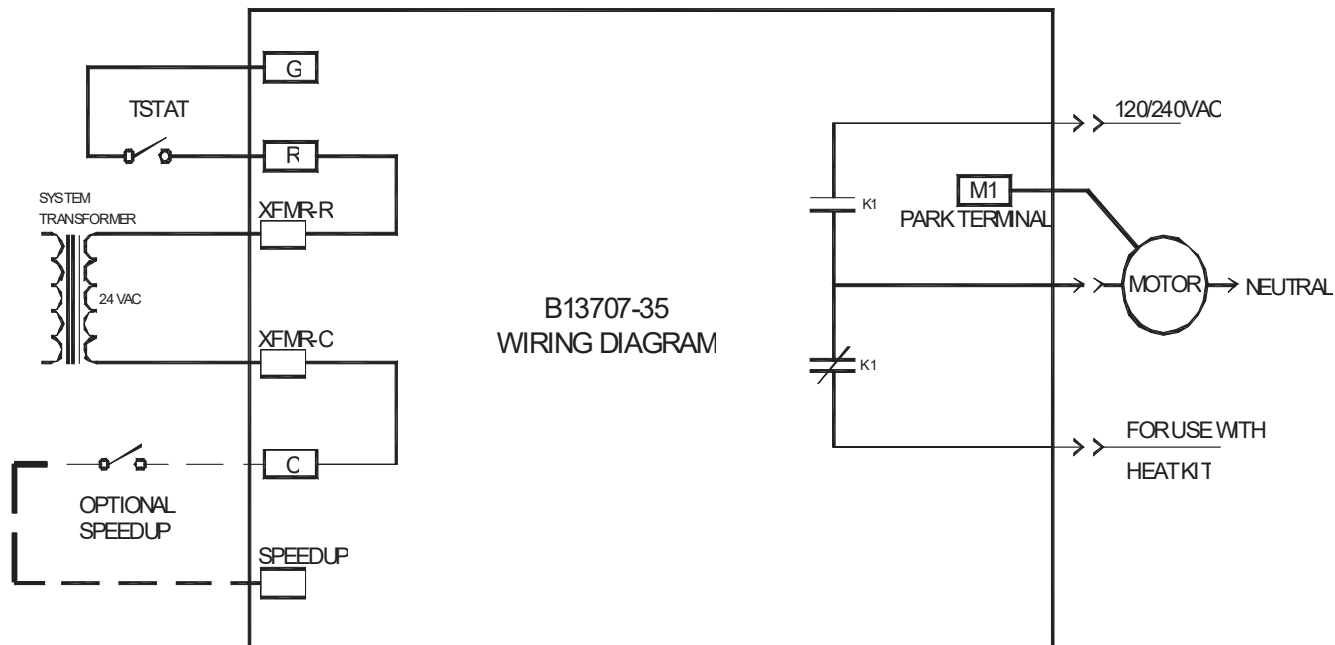 G
TSTAT
R
SYSTEM
TRANSFORMER
XFMR-R
24 VAC
XFMR-C
C
OPTIONAL
SPEEDUP
SPEEDUP
B13707-35
WIRING DIAGRAM
120/240VAC
K1
M1
PARK TERMINAL
MOTOR
NEUTRAL
K1
FOR USE WITH
HEAT KIT